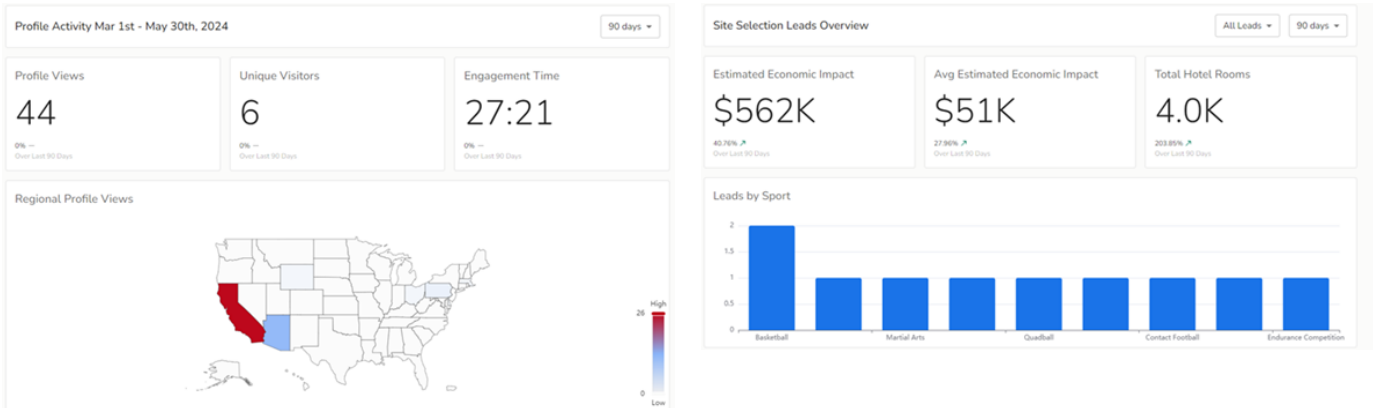 Profile Activity Mar 1st - May 30th, 2024
90 days
Profile Views
Unique Visitors
Engagement Time
44
6
27:21
0% —
0% —
0% —
Over Last 90 Days
Over Last 90 Days
Over Last 90 Days
Regional Profile Views
High
26
0
Low
Site Selection Leads Overview
All Leads
90 days
Estimated Economic Impact
Avg Estimated Economic Impact
Total Hotel Rooms
$562K
$51K
4.0K
40.76%
27.96%
203.85%
Over Last 90 Days
Over Last 90 Days
Over Last 90 Days
Leads by Sport
2
1.5
1
0.5
0
Basketball
Martial Arts
Quadball
Contact Football
Endurance Competition